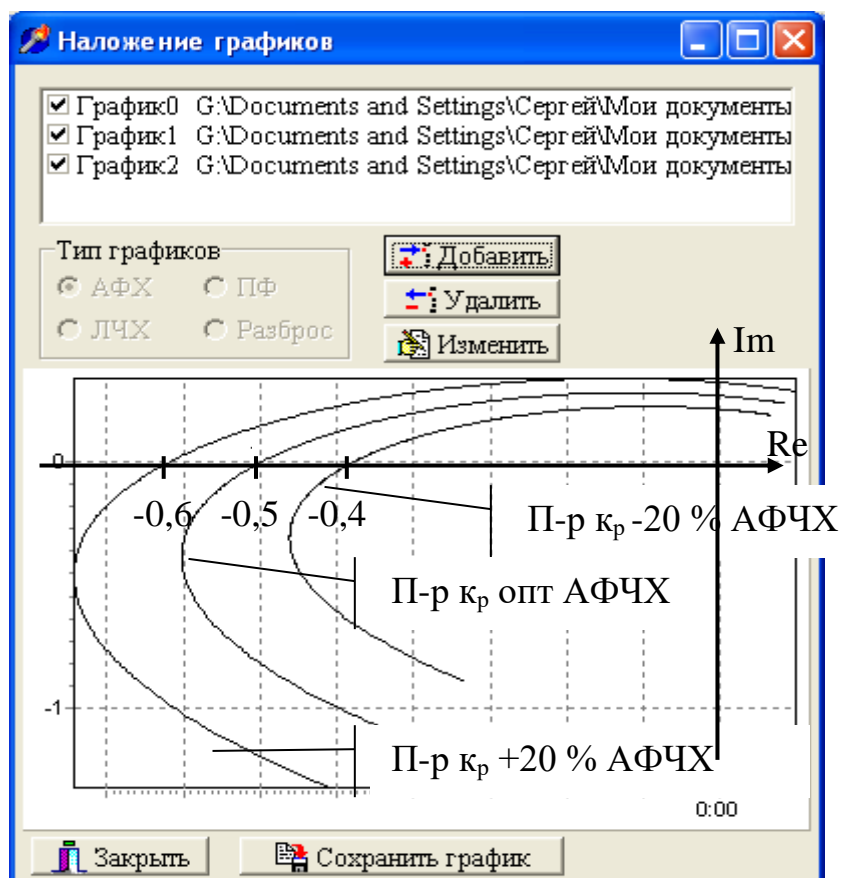 Наложение графиков
График0 G:\Documents and Settings\Сергей\Мои документы
График1 G:\Documents and Settings\Сергей\Мои документы
График2 G:\Documents and Settings\Сергей\Мои документы
Тип графиков
АФХ ПФ
ЛЧХ Разброс
Добавить
Удалить
Изменить
Im
0
Re
-0,6 -0,5 -0,4
П-р кр -20 % АФЧХ
П-р кр опт АФЧХ
-1
П-р кр +20 % АФЧХ
0:00
Закрыть Сохранить график